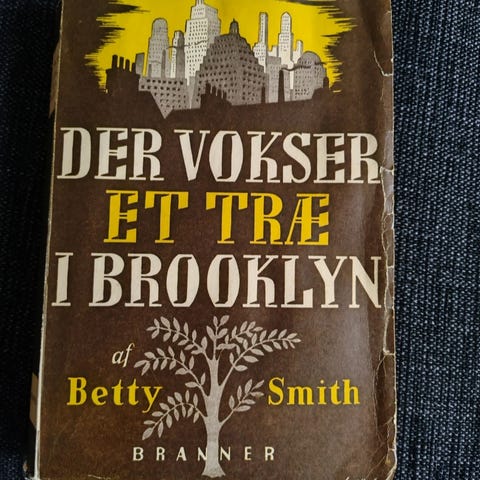 DER VOKSER
ET TRÆ
I BROOKLYN
af
Betty Smith
BRANNER